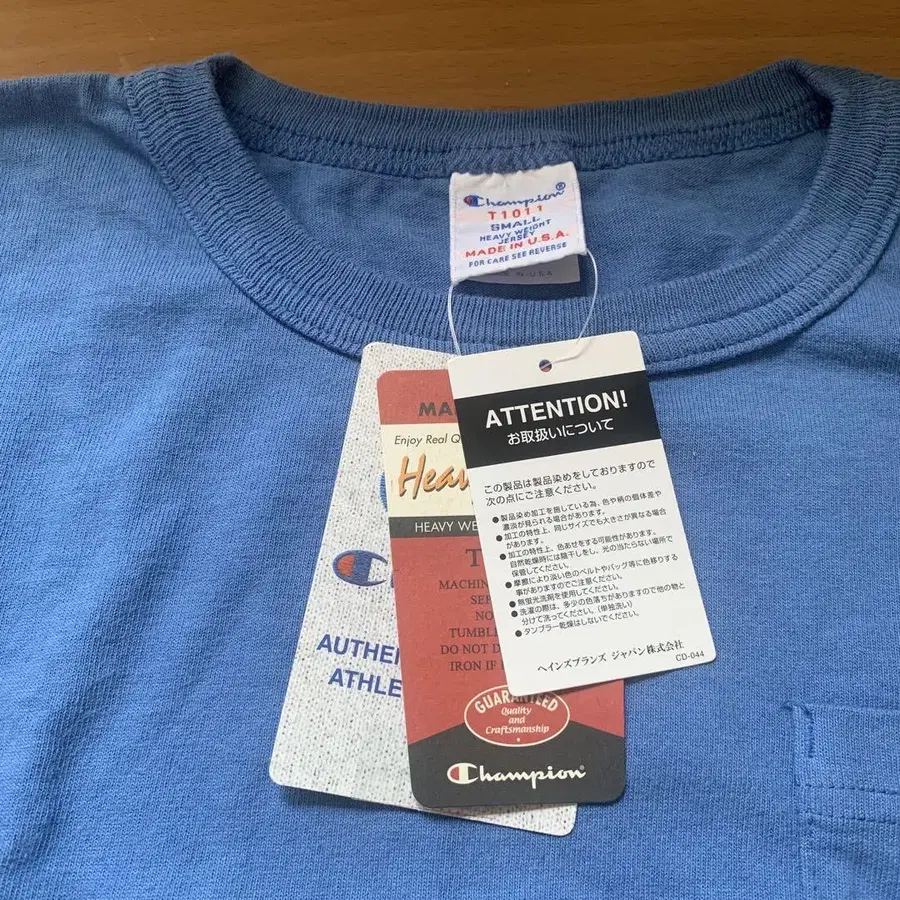 Champion®
T1011
SMALL
HEAVY WEIGHT
JERSEY
MADE IN U.S.A.
FOR CARE SEE REVERSE
IN U.S.A
ATTENTION!
お取扱いについて
この製品は製品染めをしておりますので
次の点にご注意ください。
●製品染め加工を施している為、色や柄の個体差や
濃淡が見られる場合があります。
●加工の特性上、同じサイズでも大きさが異なる場合
があります。
●加工の特性上、色あせをする可能性があります。
自然乾燥時には陰干しをし、光の当たらない場所で
保管してください。
●摩擦により淡い色のベルトやバッグ等に色移りする
事がありますのでご注意ください。
●無蛍光洗剤を使用してください。
●洗濯の際は、多少の色落ちがありますので他の物と
分けて洗ってください。（単独洗い）
●タンブラー乾燥はしないでください。
ヘインズブランズ ジャパン株式会社
CD-044
MA
Enjoy Real Q
Hea
HEAVY WE
T
MACHIN
SE
NO
TUMBL
DO NOT D
IRON IF
GUARANTEED
Quality
and
Craftsmanship
Champion®
C
AUTHE
ATHLE